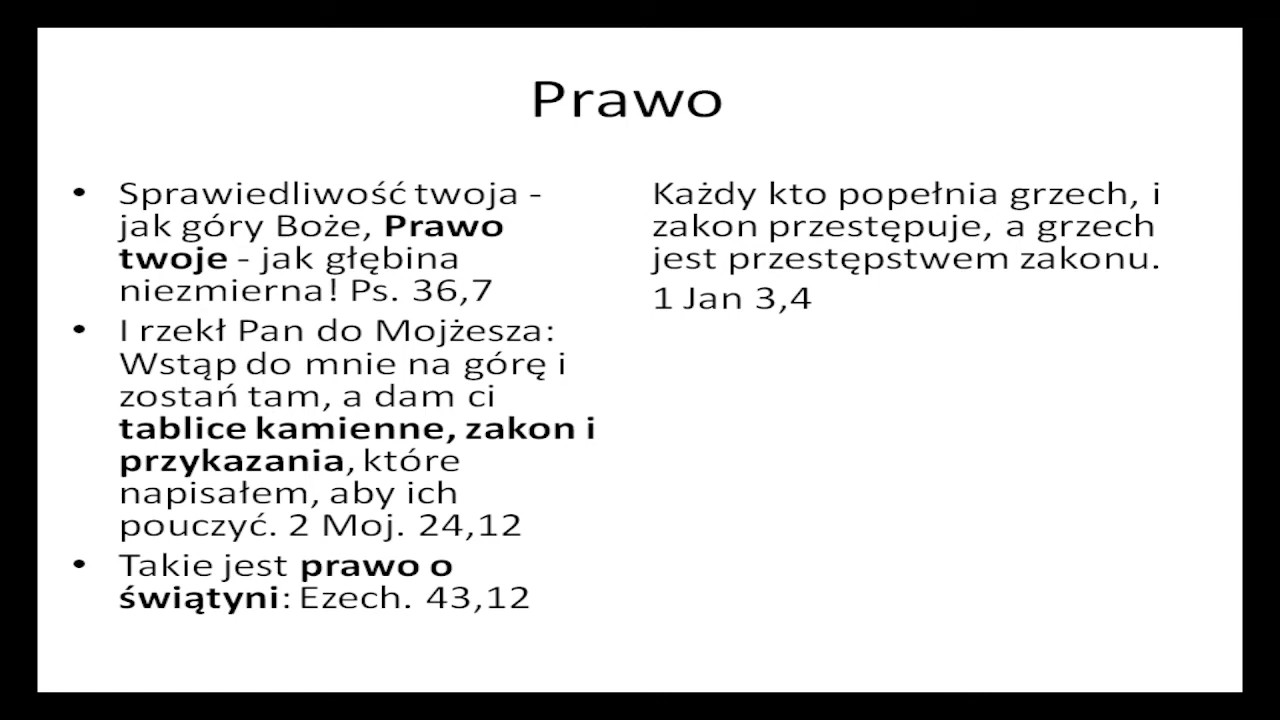 Prawo
• Sprawiedliwość twoja -
jak góry Boże, Prawo
twoje - jak głębina
niezmierna! Ps. 36,7
• I rzekł Pan do Mojżesza:
Wstąp do mnie na górę i
zostań tam, a dam ci
tablice kamienne, zakon i
przykazania, które
napisałem, aby ich
pouczyć. 2 Moj. 24,12
• Takie jest prawo o
świątyni: Ezech. 43,12
Każdy kto popełnia grzech, i
zakon przestępuje, a grzech
jest przestępstwem zakonu.
1 Jan 3,4